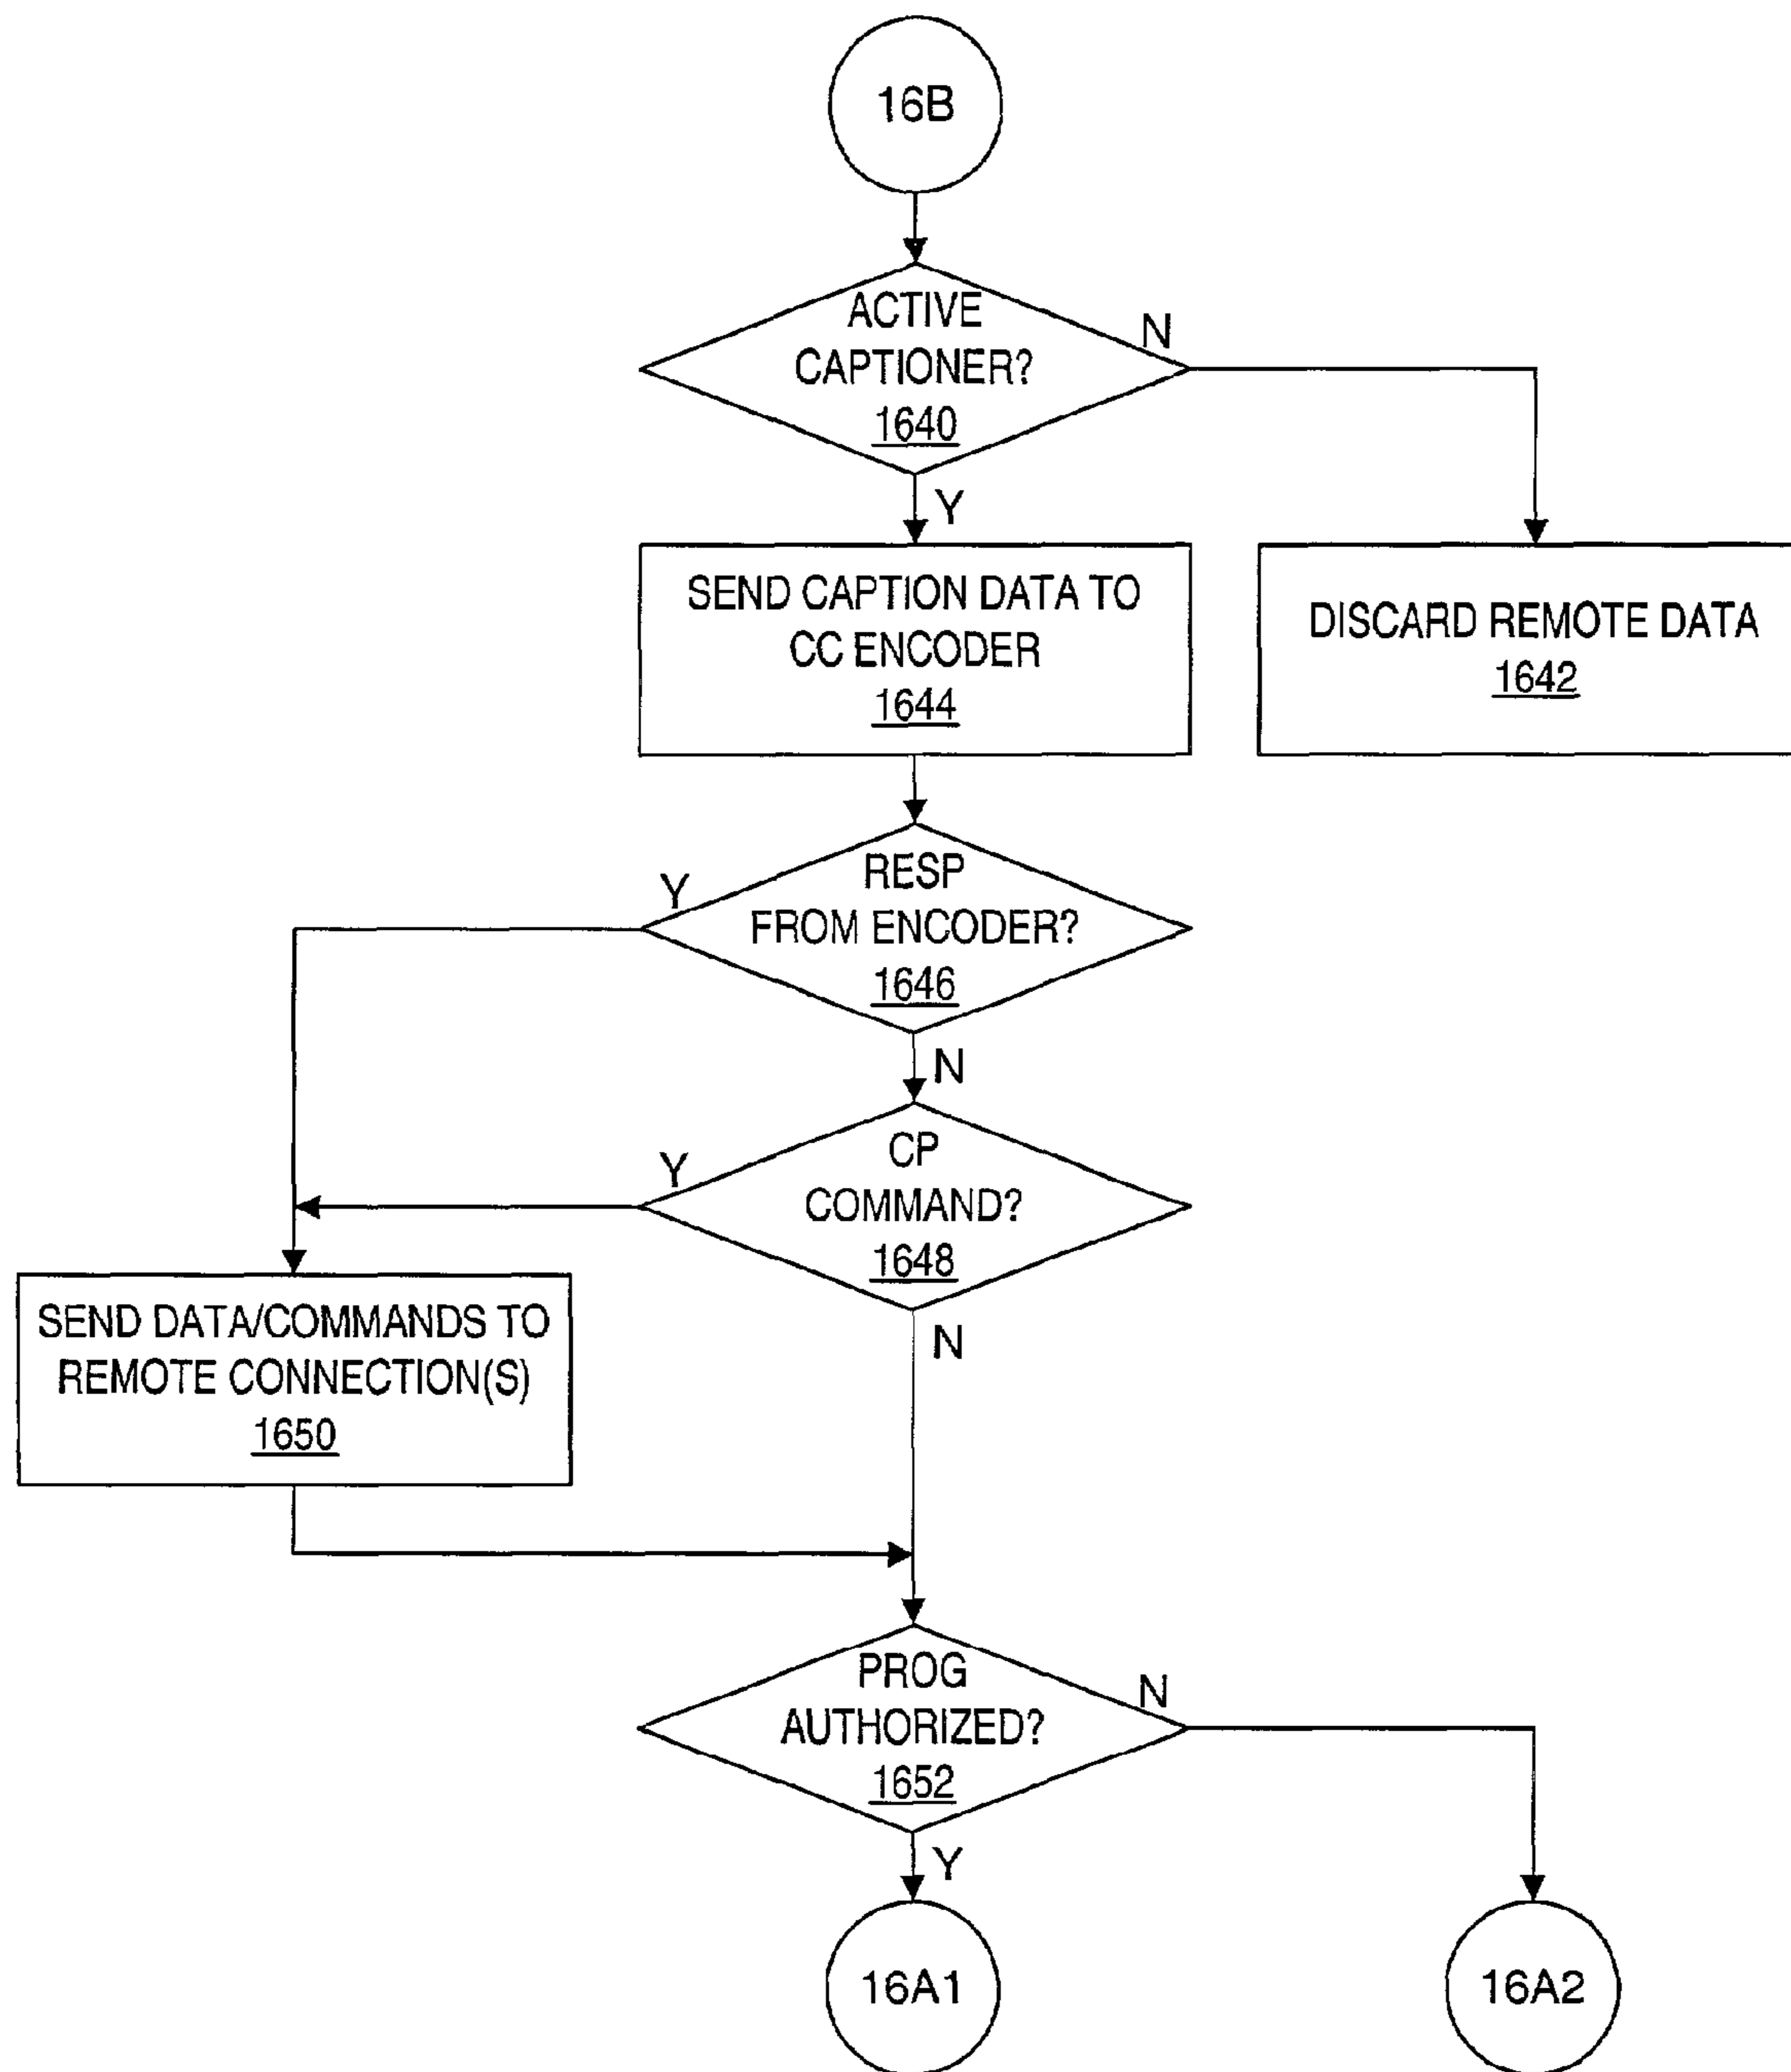 16B
ACTIVE
CAPTIONER?
1640
N
Y
SEND CAPTION DATA TO
CC ENCODER
1644
DISCARD REMOTE DATA
1642
RESP
FROM ENCODER?
1646
Y
N
CP
COMMAND?
1648
Y
N
SEND DATA/COMMANDS TO
REMOTE CONNECTION(S)
1650
PROG
AUTHORIZED?
1652
N
Y
16A1
16A2